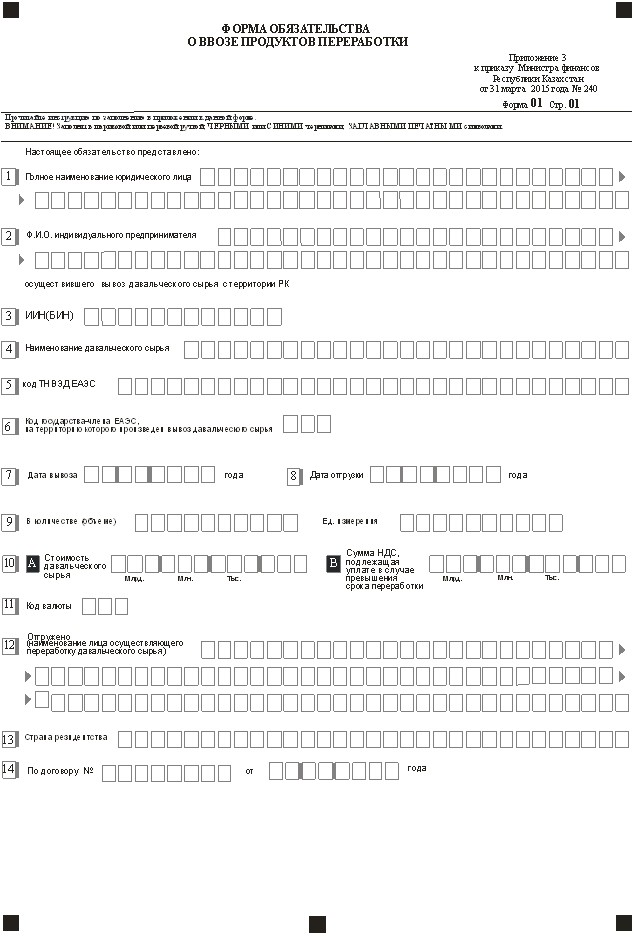 ФОРМА ОБЯЗАТЕЛЬСТВА
О ВВОЗЕ ПРОДУКТОВ ПЕРЕРАБОТКИ
Приложение 3
к приказу Министра финансов
Республики Казахстан
от 31 марта 2015 года № 240
Форма 01 Стр. 01
Прочитайте инструкцию по заполнению в приложении к данной форме.
ВНИМАНИЕ! Заполнять шариковой или перьевой ручкой, ЧЕРНЫМИ или СИНИМИ чернилами, ЗАГЛАВНЫМИ ПЕЧАТНЫМИ символами.
Настоящее обязательство представлено:
1 Полное наименование юридического лица
2 Ф.И.О. индивидуального предпринимателя
осуществившего вывоз давальческого сырья с территории РК
3 ИИН(БИН)
4 Наименование давальческого сырья
5 код ТН ВЭД ЕАЭС
6 Код государства-члена ЕАЭС,
на территорию которого произведен вывоз давальческого сырья
7 Дата вывоза года 8 Дата отгрузки года
9 В количестве (объеме) Ед. измерения
10 А Стоимость
давальческого
сырья
Млрд. Млн. Тыс.
В Сумма НДС,
подлежащая
уплате в случае
превышения
срока переработки
Млрд. Млн. Тыс.
11 Код валюты
12 Отгружено
(наименование лица осуществляющего
переработку давальческого сырья)
13 Страна резидентства
14 По договору № от года